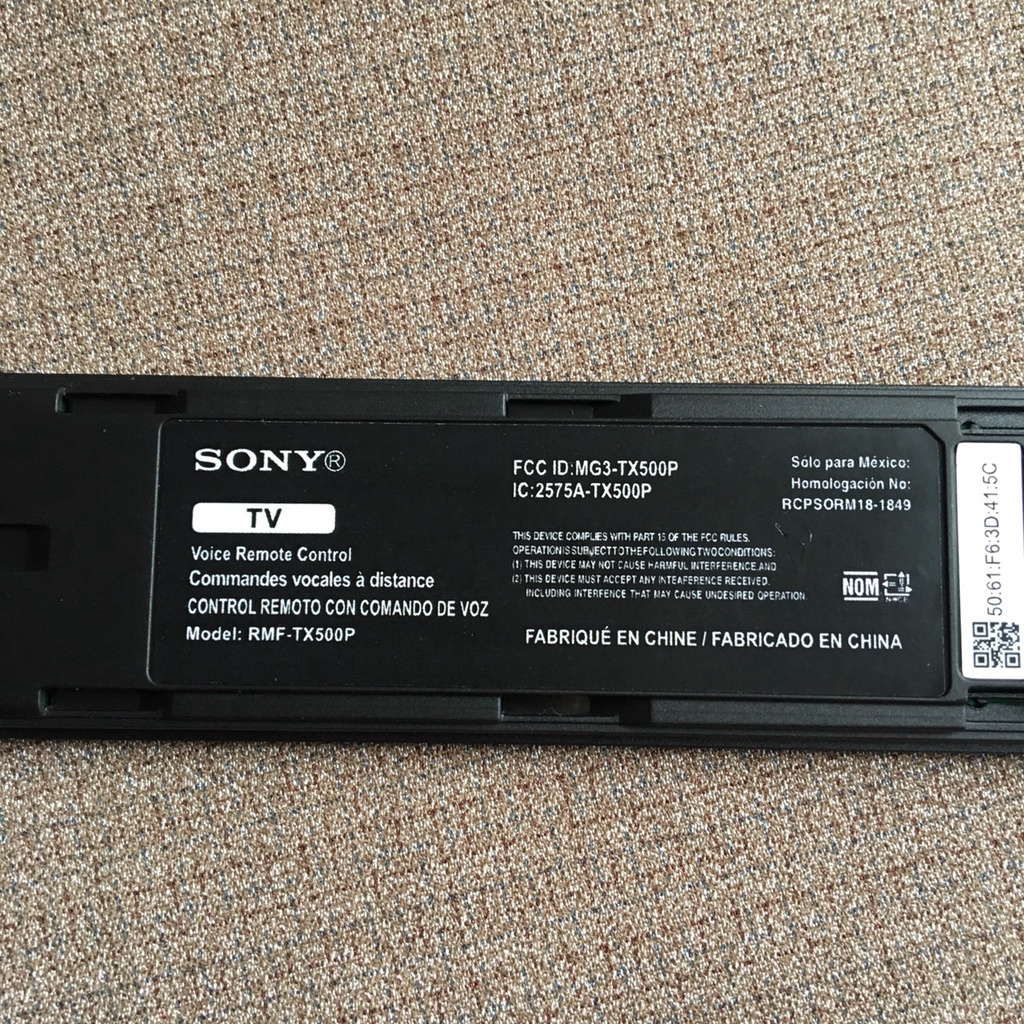 SONY®
TV
Voice Remote Control
Commandes vocales à distance
CONTROL REMOTO CON COMANDO DE VOZ
Model: RMF-TX500P
FCC ID:MG3-TX500P
IC:2575A-TX500P
THIS DEVICE COMPLIES WITH PART 15 OF THE FCC RULES.
OPERATION IS SUBJECT TO THE FOLLOWING TWO CONDITIONS:
(1) THIS DEVICE MAY NOT CAUSE HARMFUL INTERFERENCE,AND
(2) THIS DEVICE MUST ACCEPT ANY INTEAFERENCE RECEIVED.
INCLUDING INTERFENCE THAT MAY CAUSE UNDESIRED OPERATION.
FABRIQUÉ EN CHINE / FABRICADO EN CHINA
Sólo para México:
Homologación No:
RCPSORM18-1849
NOM
50:61:F6:3D:41:5C